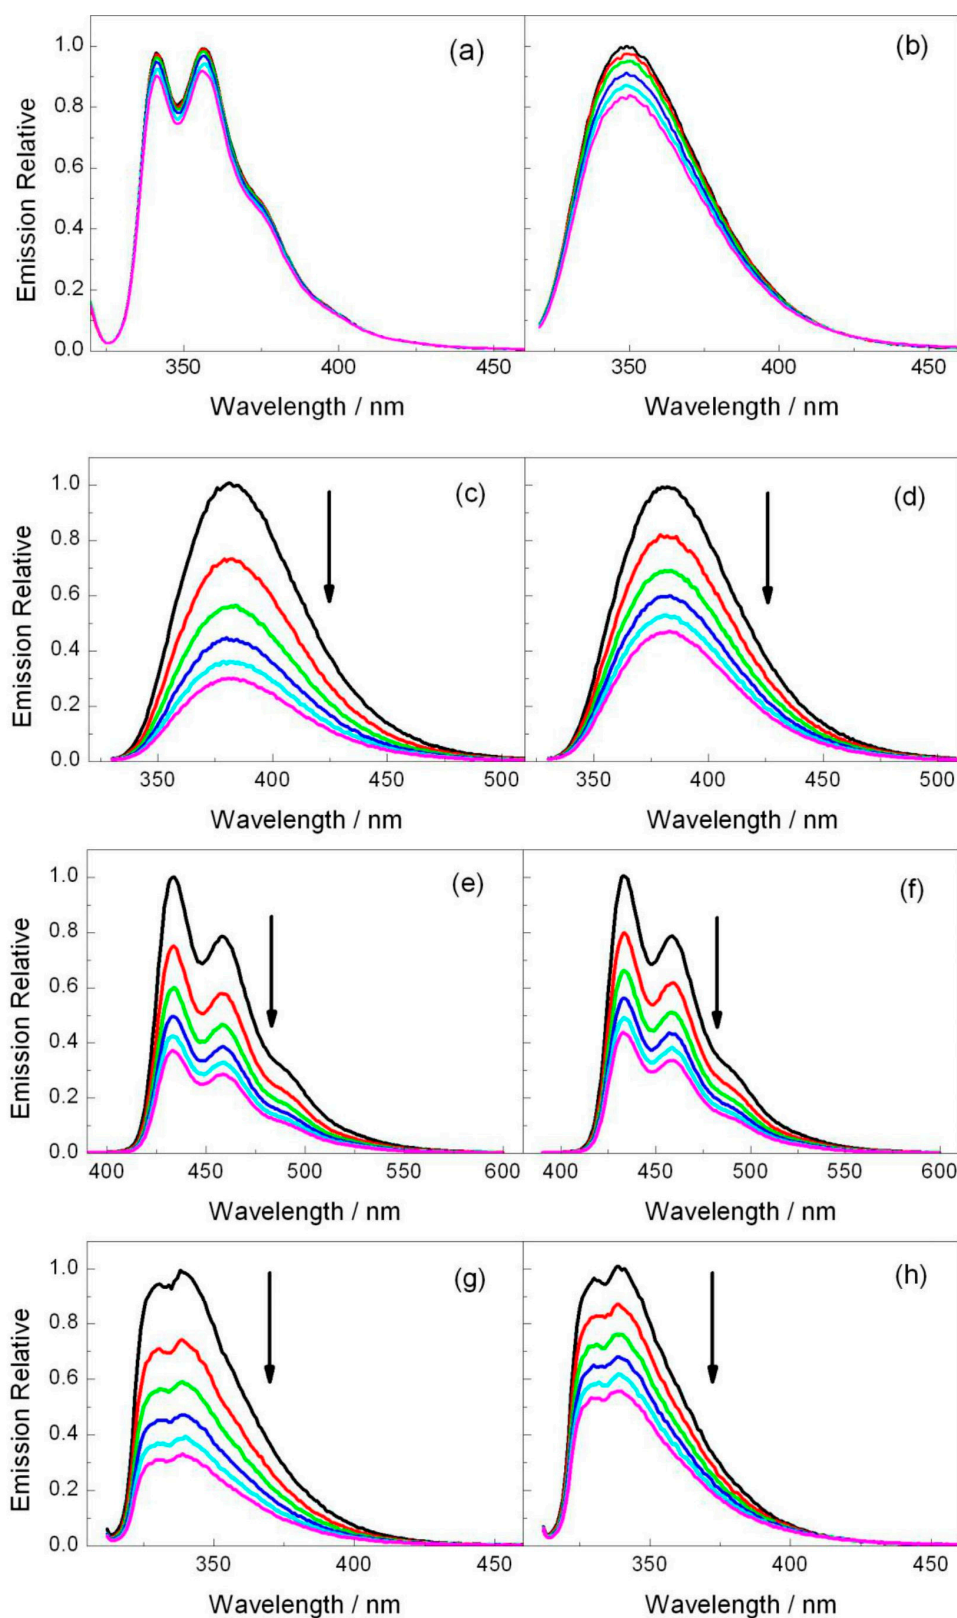 (a) (b)
Emission Relative
1.0
0.8
0.6
0.4
0.2
0.0
350 400 450 350 400 450
Wavelength / nm Wavelength / nm
(c) (d)
Emission Relative
1.0
0.8
0.6
0.4
0.2
0.0
350 400 450 500 350 400 450 500
Wavelength / nm Wavelength / nm
(e) (f)
Emission Relative
1.0
0.8
0.6
0.4
0.2
0.0
400 450 500 550 600 400 450 500 550 600
Wavelength / nm Wavelength / nm
(g) (h)
Emission Relative
1.0
0.8
0.6
0.4
0.2
0.0
350 400 450 350 400 450
Wavelength / nm Wavelength / nm